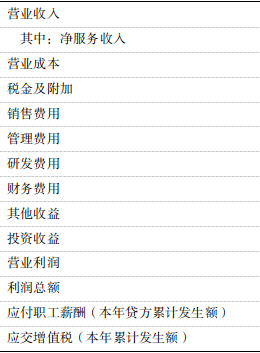 营业收入
其中：净服务收入
营业成本
税金及附加
销售费用
管理费用
研发费用
财务费用
其他收益
投资收益
营业利润
利润总额
应付职工薪酬（本年贷方累计发生额）
应交增值税（本年累计发生额）